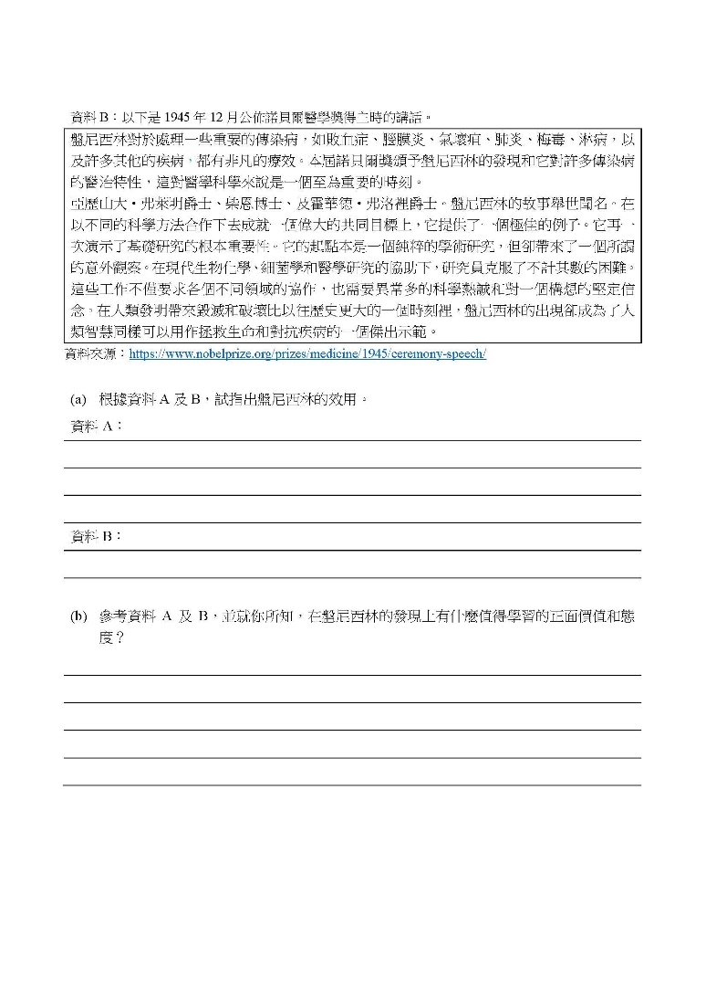 資料 B：以下是 1945 年 12 月公佈諾貝爾醫學獎得主時的講話。
盤尼西林對於處理一些重要的傳染病，如敗血症、腦膜炎、氣壞疽、肺炎、梅毒、淋病，以
及許多其他的疾病，都有非凡的療效。本屆諾貝爾獎頒予盤尼西林的發現和它對許多傳染病
的醫治特性，這對醫學科學來說是一個至為重要的時刻。
亞歷山大・弗萊明爵士、柴恩博士、及霍華德・弗洛裡爵士。盤尼西林的故事舉世聞名。在
以不同的科學方法合作下去成就一個偉大的共同目標上，它提供了一個極佳的例子。它再一
次演示了基礎研究的根本重要性。它的起點本是一個純粹的學術研究，但卻帶來了一個所謂
的意外觀察。在現代生物化學、細菌學和醫學研究的協助下，研究員克服了不計其數的困難。
這些工作不僅要求各個不同領域的協作，也需要異常多的科學熱誠和對一個構想的堅定信
念。在人類發明帶來毀滅和破壞比以往歷史更大的一個時刻裡，盤尼西林的出現卻成為了人
類智慧同樣可以用作拯救生命和對抗疾病的一個傑出示範。
資料來源：https://www.nobelprize.org/prizes/medicine/1945/ceremony-speech/
(a) 根據資料 A 及 B，試指出盤尼西林的效用。
資料 A：
資料 B：
(b) 參考資料 A 及 B，並就你所知，在盤尼西林的發現上有什麼值得學習的正面價值和態
度？